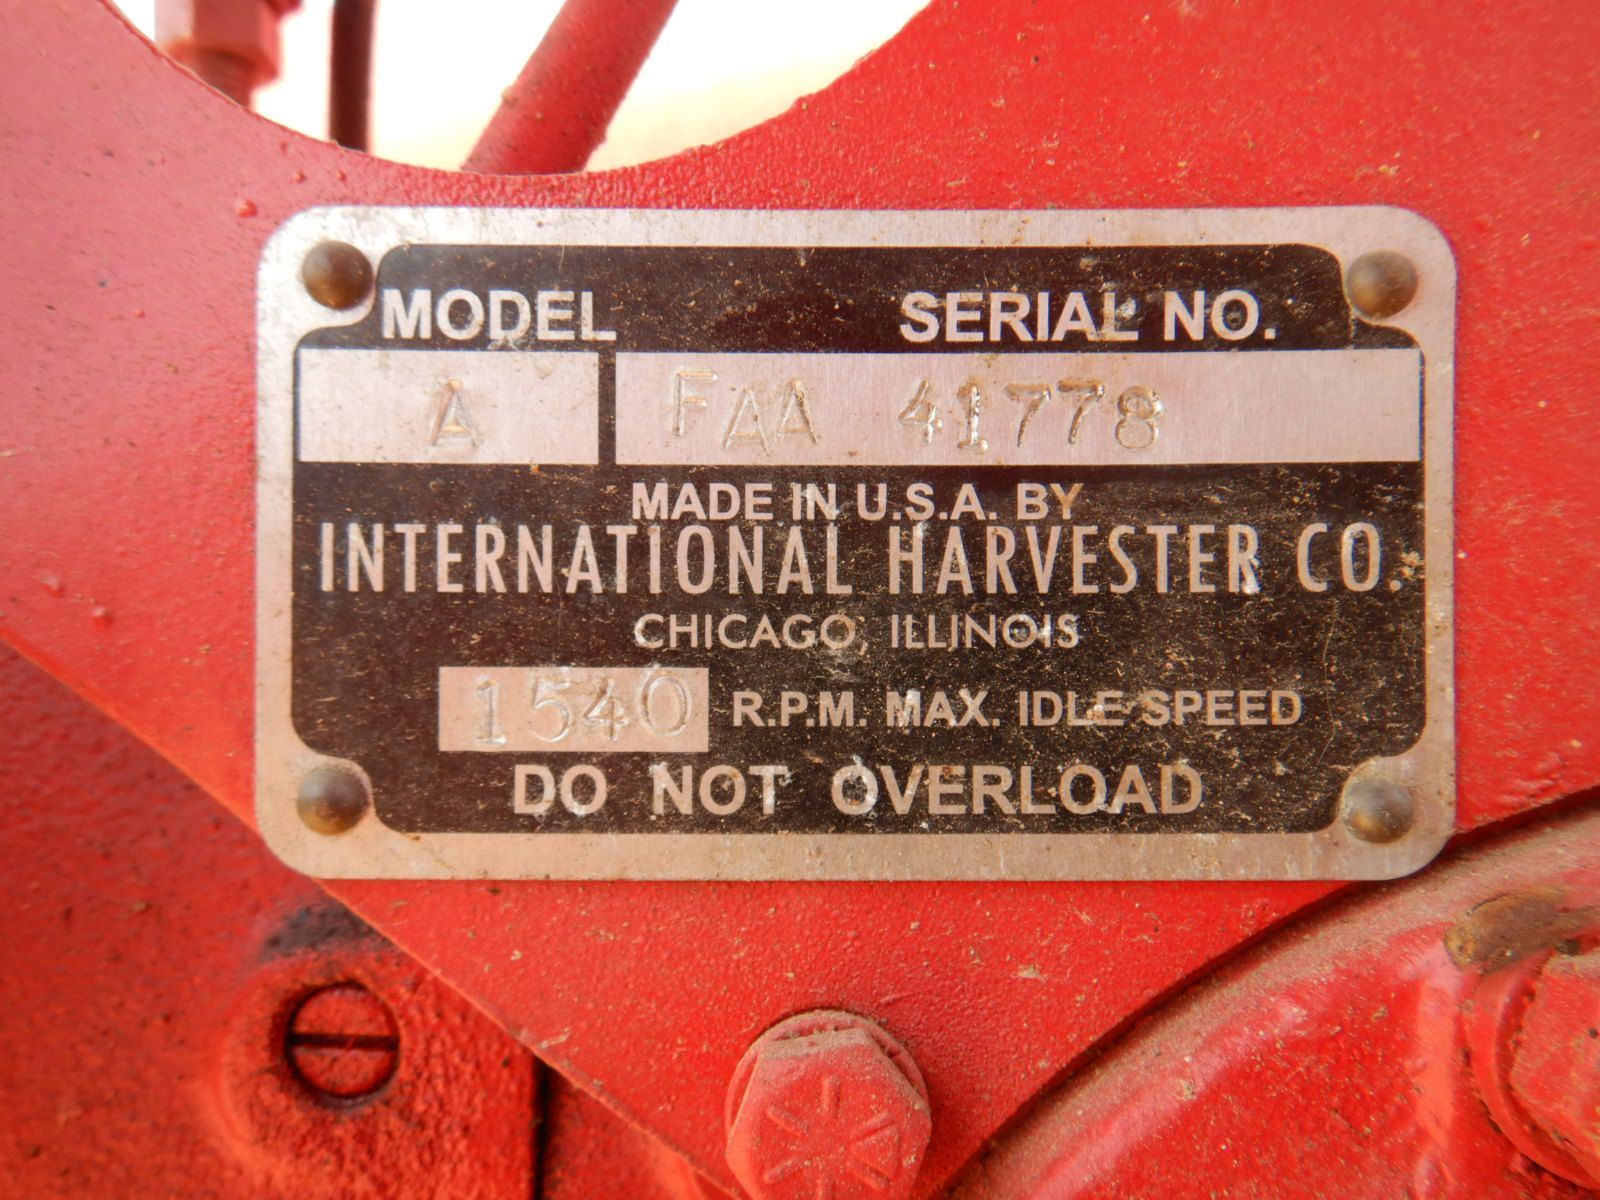 MODEL SERIAL NO.
A FAA 41778
MADE IN U.S.A. BY
INTERNATIONAL HARVESTER CO.
CHICAGO, ILLINOIS
1540 R.P.M. MAX. IDLE SPEED
DO NOT OVERLOAD